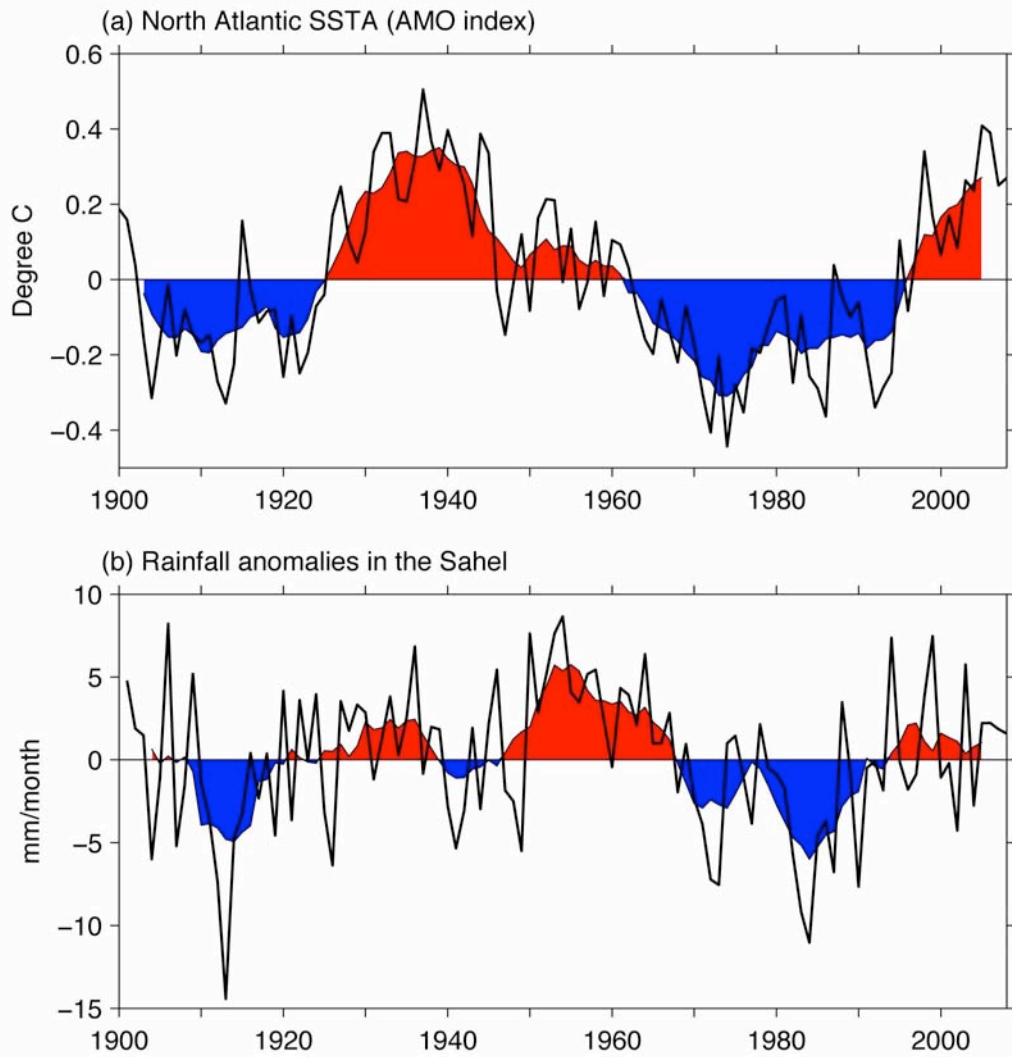 (a) North Atlantic SSTA (AMO index)
0.6
0.4
0.2
0
−0.2
−0.4
Degree C
1900 1920 1940 1960 1980 2000
(b) Rainfall anomalies in the Sahel
10
5
0
−5
−10
−15
mm/month
1900 1920 1940 1960 1980 2000